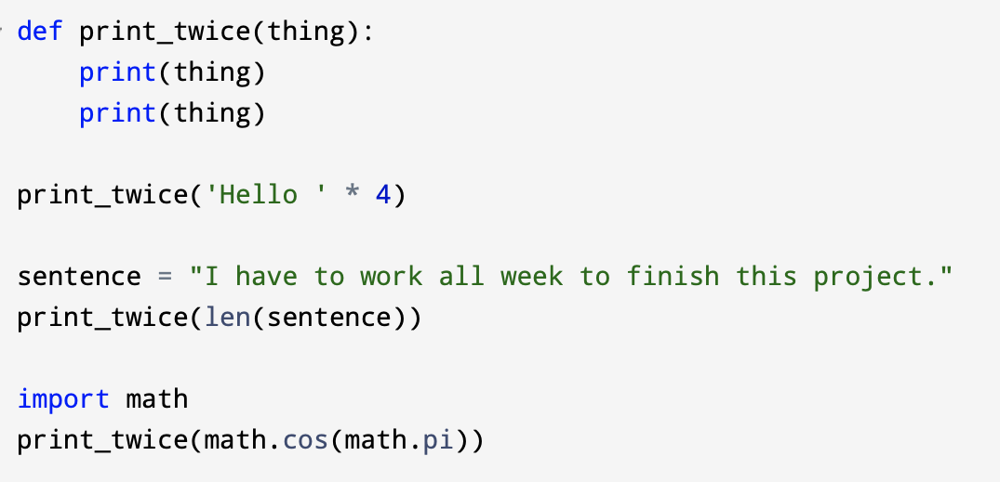 def print_twice(thing):
    print(thing)
    print(thing)

print_twice('Hello ' * 4)

sentence = "I have to work all week to finish this project."
print_twice(len(sentence))

import math
print_twice(math.cos(math.pi))